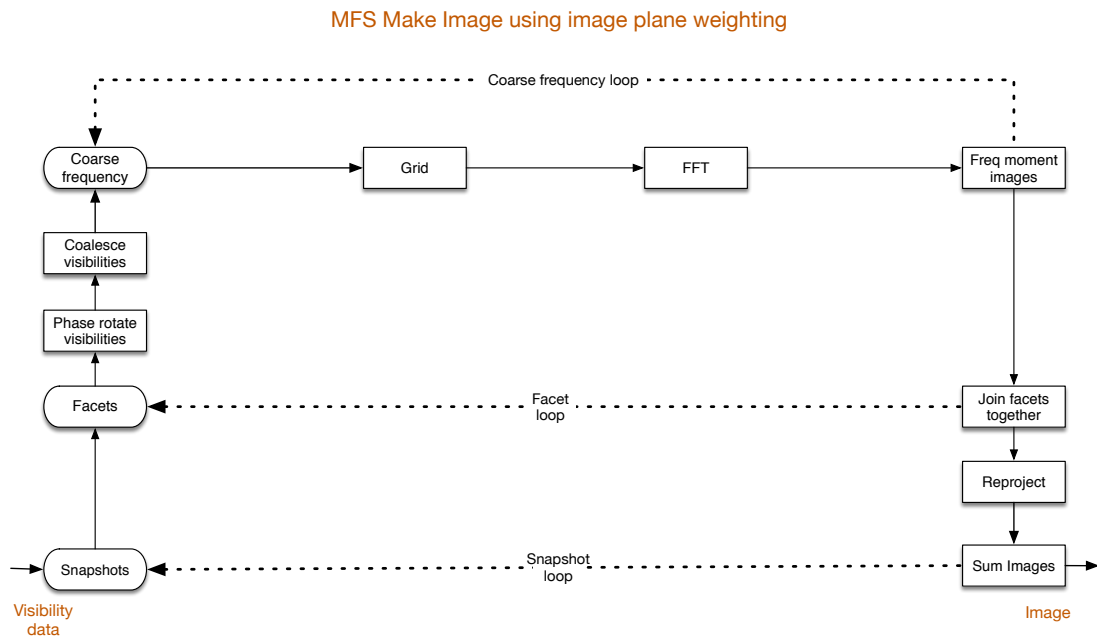 MFS Make Image using image plane weighting
Coarse frequency loop
Coarse
frequency
Grid
FFT
Freq moment
images
Coalesce
visibilities
Phase rotate
visibilities
Facets
Facet
loop
Join facets
together
Reproject
Snapshots
Snapshot
loop
Sum Images
Visibility
data
Image